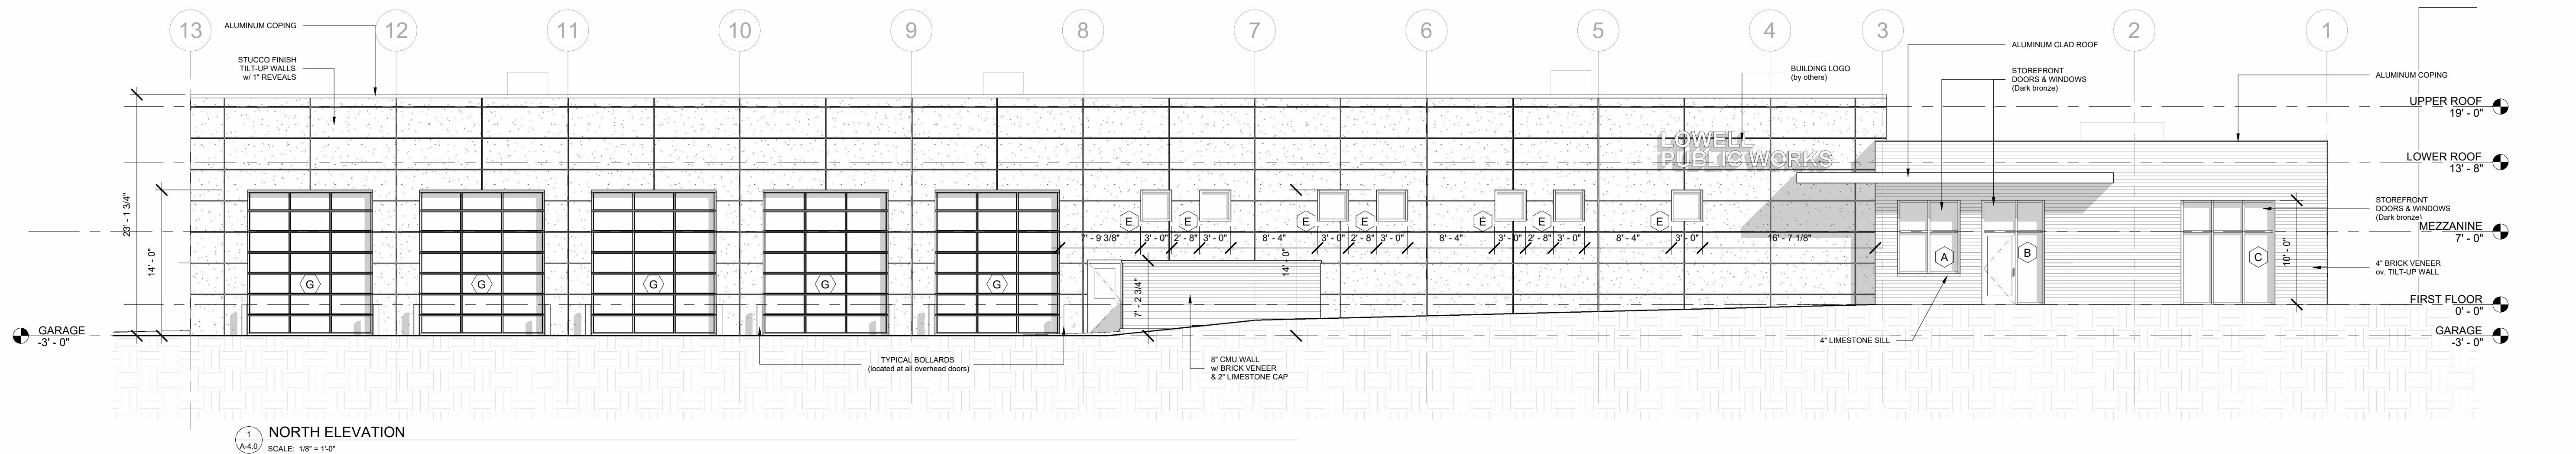 13 12 11 10 9 8 7 6 5 4 3 2 1
ALUMINUM COPING
STUCCO FINISH
TILT-UP WALLS
w/ 1" REVEALS
BUILDING LOGO
(by others)
ALUMINUM CLAD ROOF
STOREFRONT
DOORS & WINDOWS
(Dark bronze)
ALUMINUM COPING
UPPER ROOF
19' - 0"
LOWER ROOF
13' - 8"
STOREFRONT
DOORS & WINDOWS
(Dark bronze)
MEZZANINE
7' - 0"
4" BRICK VENEER
ov. TILT-UP WALL
FIRST FLOOR
0' - 0"
GARAGE
-3' - 0"
LOWELL
PUBLIC WORKS
23' - 1 3/4"
14' - 0"
G G G G G
E E E E E E E
7' - 9 3/8" 3' - 0" 2' - 8" 3' - 0" 8' - 4" 3' - 0" 2' - 8" 3' - 0" 8' - 4" 3' - 0" 2' - 8" 3' - 0" 8' - 4" 3' - 0" 16' - 7 1/8"
7' - 2 3/4"
14' - 0"
A B C
10' - 0"
GARAGE
-3' - 0"
4" LIMESTONE SILL
TYPICAL BOLLARDS
(located at all overhead doors)
8" CMU WALL
w/ BRICK VENEER
& 2" LIMESTONE CAP
1
A-4.0
NORTH ELEVATION
SCALE: 1/8" = 1'-0"